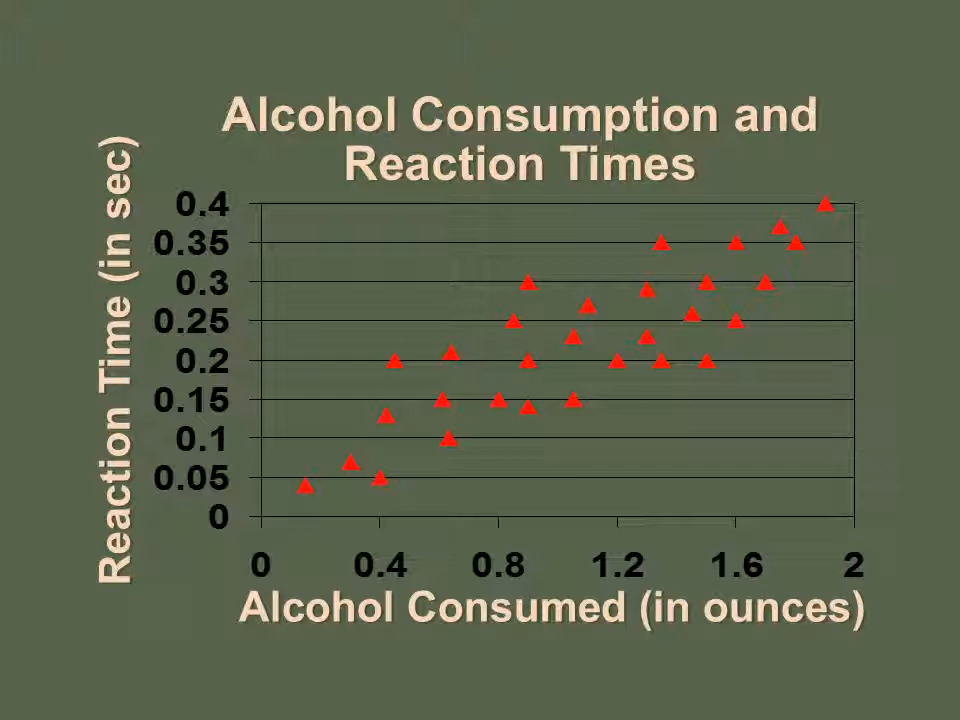 Alcohol Consumption and
Reaction Times
Reaction Time (in sec)
0.4
0.35
0.3
0.25
0.2
0.15
0.1
0.05
0
0 0.4 0.8 1.2 1.6 2
Alcohol Consumed (in ounces)